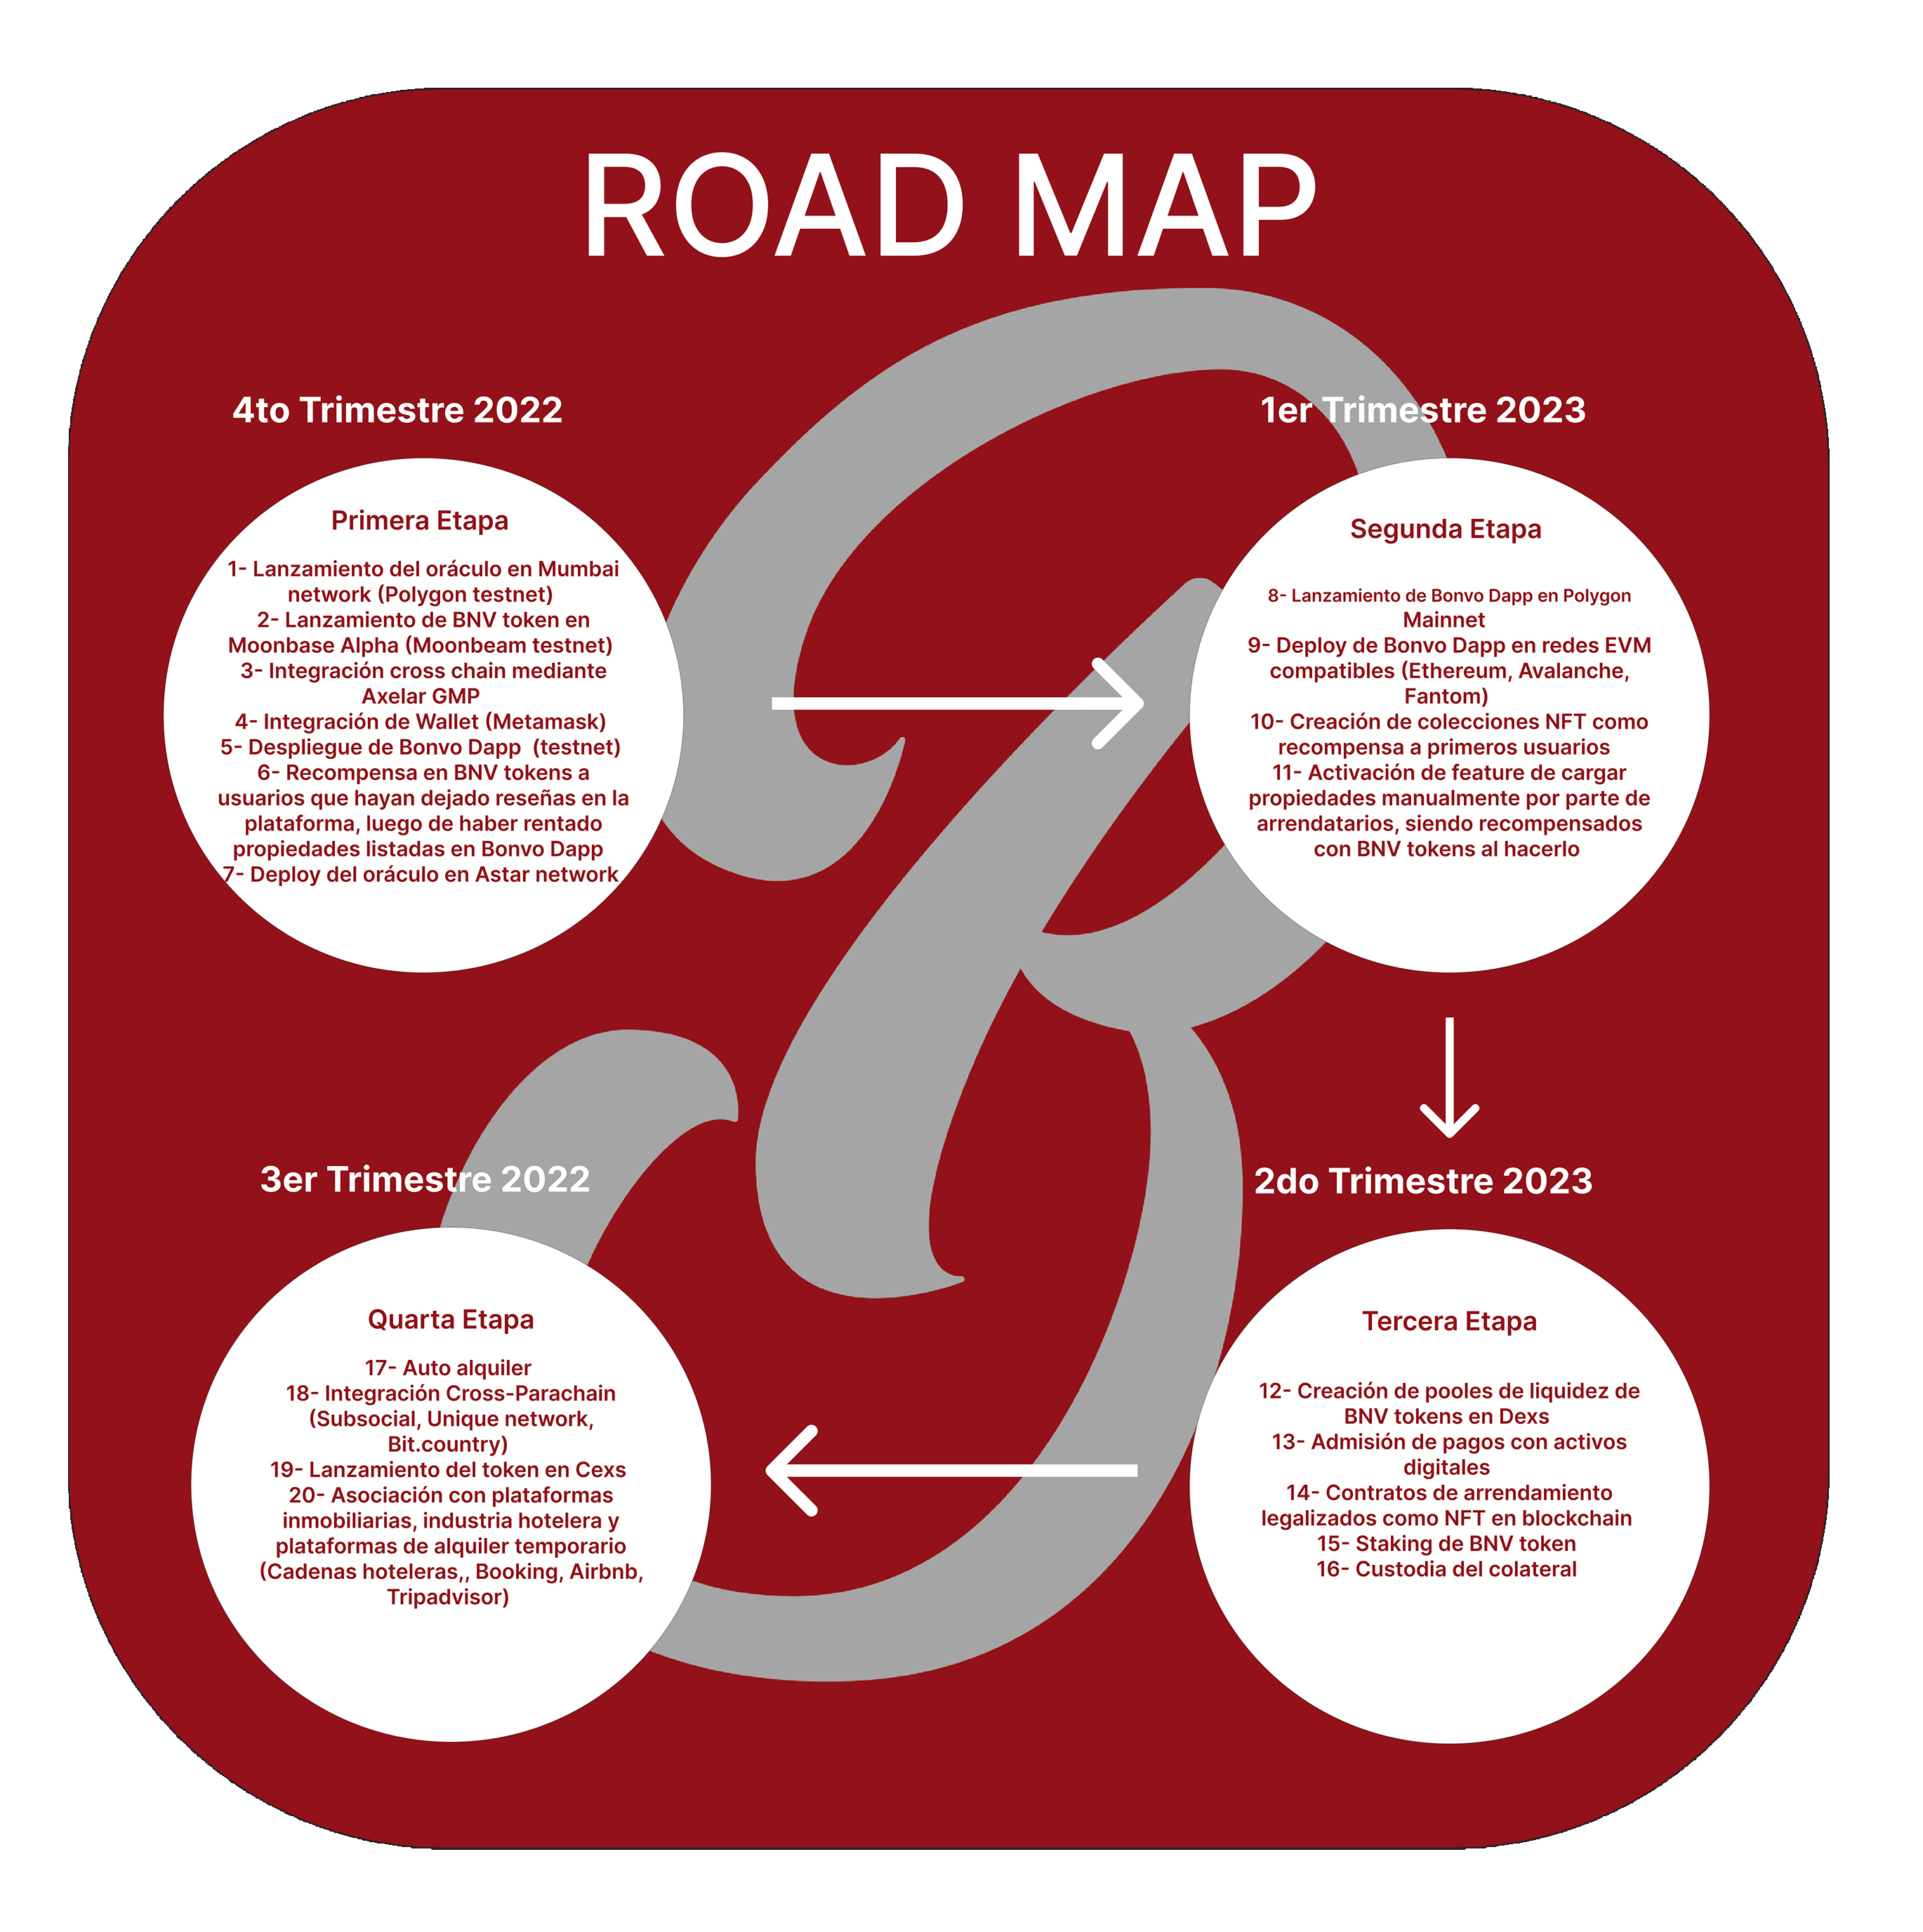 ROAD MAP
4to Trimestre 2022
Primera Etapa
1- Lanzamiento del oráculo en Mumbai
network (Polygon testnet)
2- Lanzamiento de BNV token en
Moonbase Alpha (Moonbeam testnet)
3- Integración cross chain mediante
Axelar GMP
4- Integración de Wallet (Metamask)
5- Despliegue de Bonvo Dapp (testnet)
6- Recompensa en BNV tokens a
usuarios que hayan dejado reseñas en la
plataforma, luego de haber rentado
propiedades listadas en Bonvo Dapp
7- Deploy del oráculo en Astar network
1er Trimestre 2023
Segunda Etapa
8- Lanzamiento de Bonvo Dapp en Polygon
Mainnet
9- Deploy de Bonvo Dapp en redes EVM
compatibles (Ethereum, Avalanche,
Fantom)
10- Creación de colecciones NFT como
recompensa a primeros usuarios
11- Activación de feature de cargar
propiedades manualmente por parte de
arrendatarios, siendo recompensados
con BNV tokens al hacerlo
2do Trimestre 2023
Tercera Etapa
12- Creación de pooles de liquidez de
BNV tokens en Dexs
13- Admisión de pagos con activos
digitales
14- Contratos de arrendamiento
legalizados como NFT en blockchain
15- Staking de BNV token
16- Custodia del colateral
3er Trimestre 2022
Quarta Etapa
17- Auto alquiler
18- Integración Cross-Parachain
(Subsocial, Unique network,
Bit.country)
19- Lanzamiento del token en Cexs
20- Asociación con plataformas
inmobiliarias, industria hotelera y
plataformas de alquiler temporario
(Cadenas hoteleras,, Booking, Airbnb,
Tripadvisor)